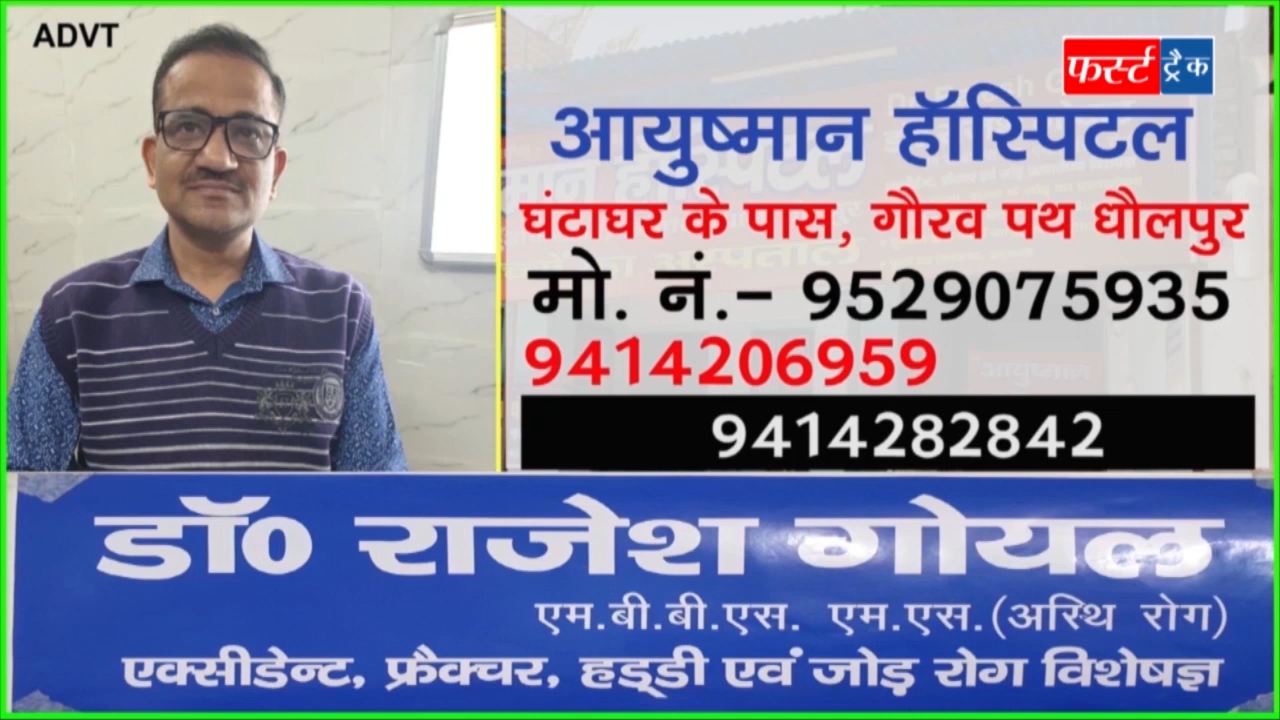 ADVT
फर्स्ट ट्रैक
आयुष्मान हॉस्पिटल
घंटाघर के पास, गौरव पथ धौलपुर
मो. नं.- 9529075935
9414206959
9414282842
डॉ0 राजेश गोयल
एम.बी.बी.एस. एम.एस.(अस्थि रोग)
एक्सीडेन्ट, फ्रैक्चर, हड्डी एवं जोड़ रोग विशेषज्ञ